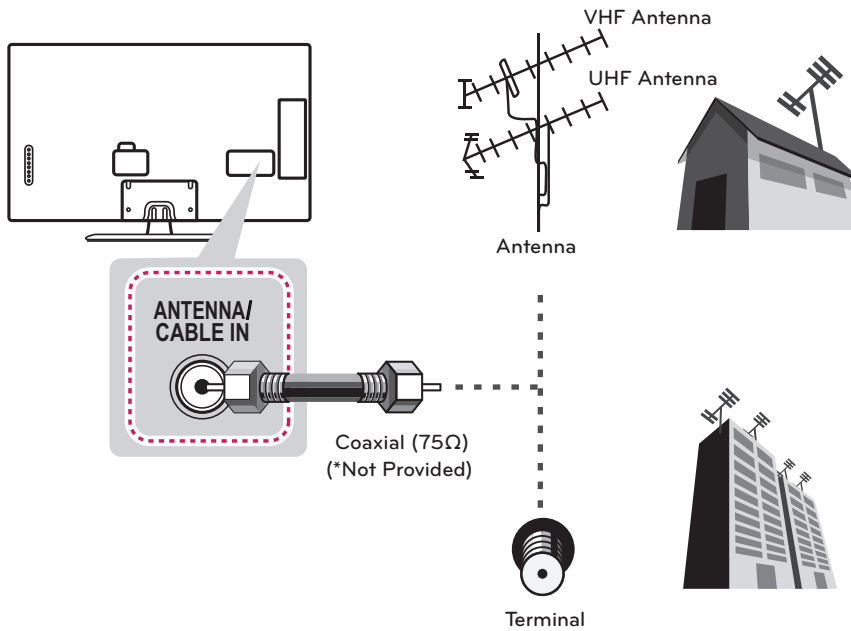 VHF Antenna
UHF Antenna
Antenna
ANTENNA/
CABLE IN
Coaxial (75Ω)
(*Not Provided)
Terminal